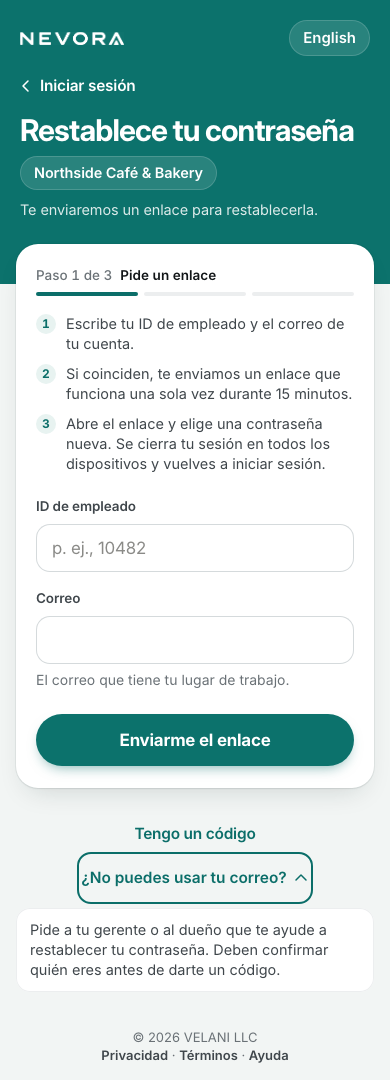 NEVORA
English
Iniciar sesión
Restablece tu contraseña
Northside Café & Bakery
Te enviaremos un enlace para restablecerla.
Paso 1 de 3 Pide un enlace
1 Escribe tu ID de empleado y el correo de
tu cuenta.
2 Si coinciden, te enviamos un enlace que
funciona una sola vez durante 15 minutos.
3 Abre el enlace y elige una contraseña
nueva. Se cierra tu sesión en todos los
dispositivos y vuelves a iniciar sesión.
ID de empleado
p. ej., 10482
Correo
El correo que tiene tu lugar de trabajo.
Enviarme el enlace
Tengo un código
¿No puedes usar tu correo?
Pide a tu gerente o al dueño que te ayude a
restablecer tu contraseña. Deben confirmar
quién eres antes de darte un código.
© 2026 VELANI LLC
Privacidad · Términos · Ayuda